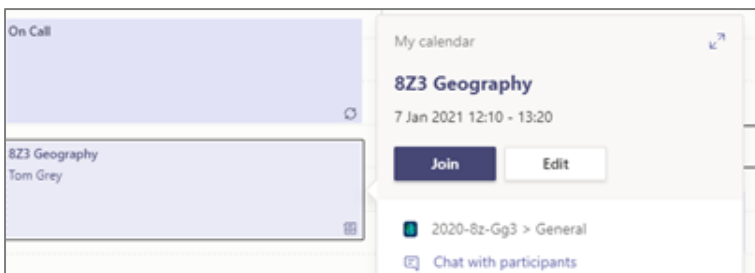 On Call
8Z3 Geography
Tom Grey
My calendar
8Z3 Geography
7 Jan 2021 12:10 - 13:20
Join
Edit
2020-8z-Gg3 > General
Chat with participants